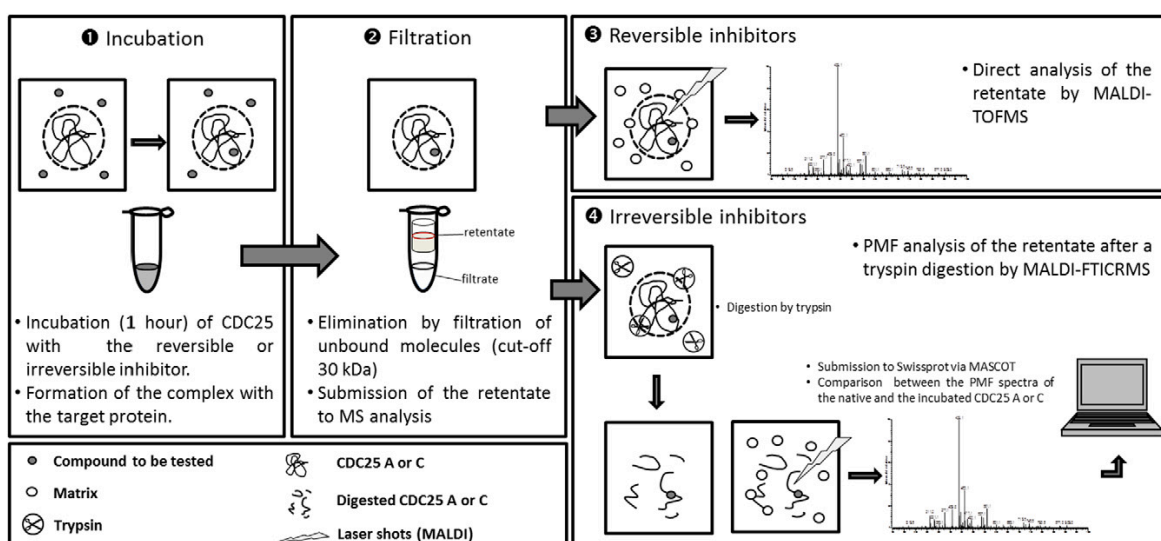 ❶ Incubation
• Incubation (1 hour) of CDC25
with the reversible or
irreversible inhibitor.
• Formation of the complex with
the target protein.
❷ Filtration
retentate
filtrate
• Elimination by filtration of
unbound molecules (cut-off
30 kDa)
• Submission of the retentate
to MS analysis
❸ Reversible inhibitors
• Direct analysis of the
retentate by MALDI-
TOFMS
❹ Irreversible inhibitors
• PMF analysis of the retentate after a
tryspin digestion by MALDI-FTICRMS
• Digestion by trypsin
• Submission to Swissprot via MASCOT
• Comparison between the PMF spectra of
the native and the incubated CDC25 A or C
Compound to be tested
Matrix
Trypsin
CDC25 A or C
Digested CDC25 A or C
Laser shots (MALDI)